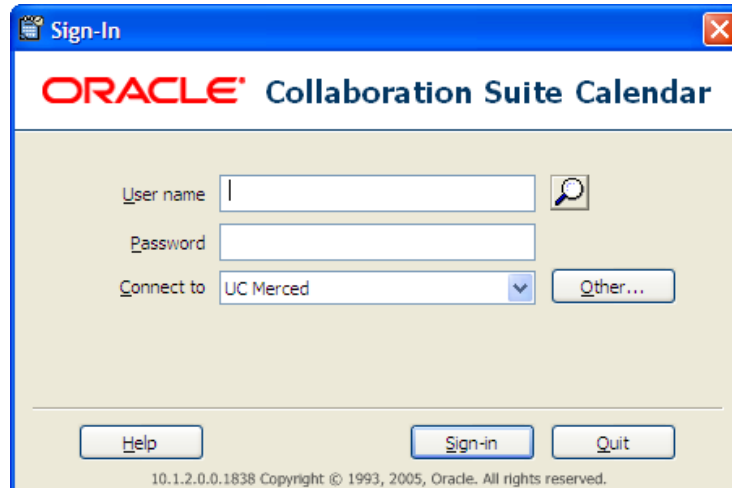 Sign-In
ORACLE® Collaboration Suite Calendar
User name
Password
Connect to UC Merced Other...
Help Sign-in Quit
10.1.2.0.0.1838 Copyright © 1993, 2005, Oracle. All rights reserved.